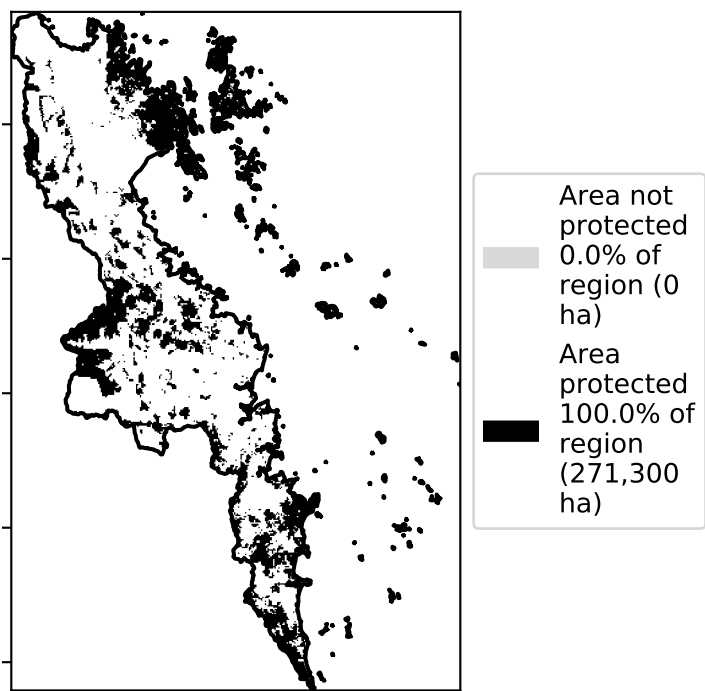 Area not
protected
0.0% of
region (0
ha)
Area
protected
100.0% of
region
(271,300
ha)